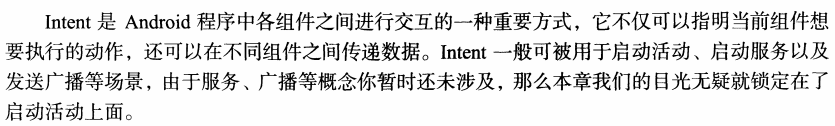 Intent 是 Android 程序中各组件之间进行交互的一种重要方式，它不仅可以指明当前组件想
要执行的动作，还可以在不同组件之间传递数据。Intent 一般可被用于启动活动、启动服务以及
发送广播等场景，由于服务、广播等概念你暂时还未涉及，那么本章我们的目光无疑就锁定在了
启动活动上面。